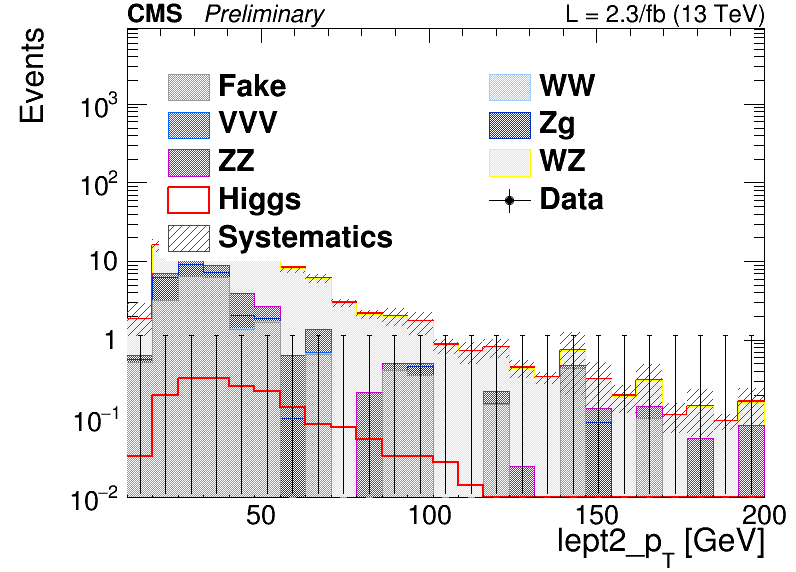 CMS Preliminary L = 2.3/fb (13 TeV)
Events
10³
10²
10
1
10⁻¹
10⁻²
Fake WW
VVV Zg
ZZ WZ
Higgs Data
Systematics
50 100 150 200
lept2_p_T [GeV]